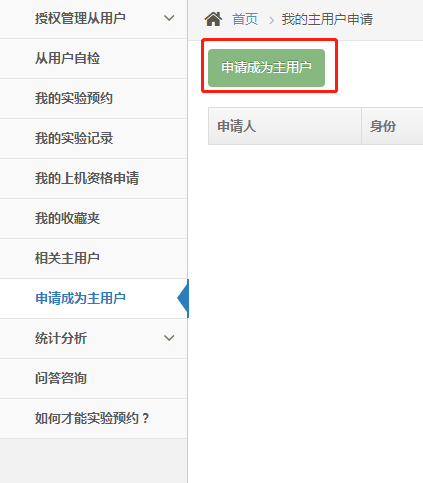 授权管理从用户
从用户自检
我的实验预约
我的实验记录
我的上机资格申请
我的收藏夹
相关主用户
申请成为主用户
统计分析
问答咨询
如何才能实验预约？
首页 > 我的主用户申请
申请成为主用户
申请人 身份